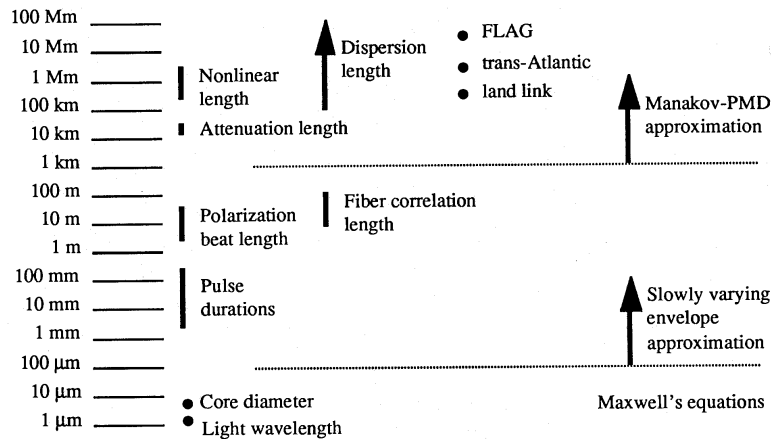 100 Mm
10 Mm
1 Mm
100 km
10 km
1 km
100 m
10 m
1 m
100 mm
10 mm
1 mm
100 µm
10 µm
1 µm
Nonlinear
length
Attenuation length
Polarization
beat length
Pulse
durations
Core diameter
Light wavelength
Dispersion
length
Fiber correlation
length
FLAG
trans-Atlantic
land link
Manakov-PMD
approximation
Slowly varying
envelope
approximation
Maxwell's equations